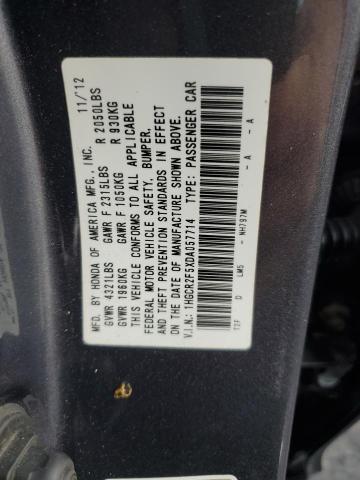 MFD. BY HONDA OF AMERICA MFG., INC. 11/12
GVWR 4321LBS GAWR F 2315LBS R 2050LBS
GVWR 1960KG GAWR F 1050KG R 930KG
THIS VEHICLE CONFORMS TO ALL APPLICABLE
FEDERAL MOTOR VEHICLE SAFETY, BUMPER,
AND THEFT PREVENTION STANDARDS IN EFFECT
ON THE DATE OF MANUFACTURE SHOWN ABOVE.
V.I.N.:1HGCR2F5XDA057714 TYPE: PASSENGER CAR
T2F D LM5 - NH797M - A - A